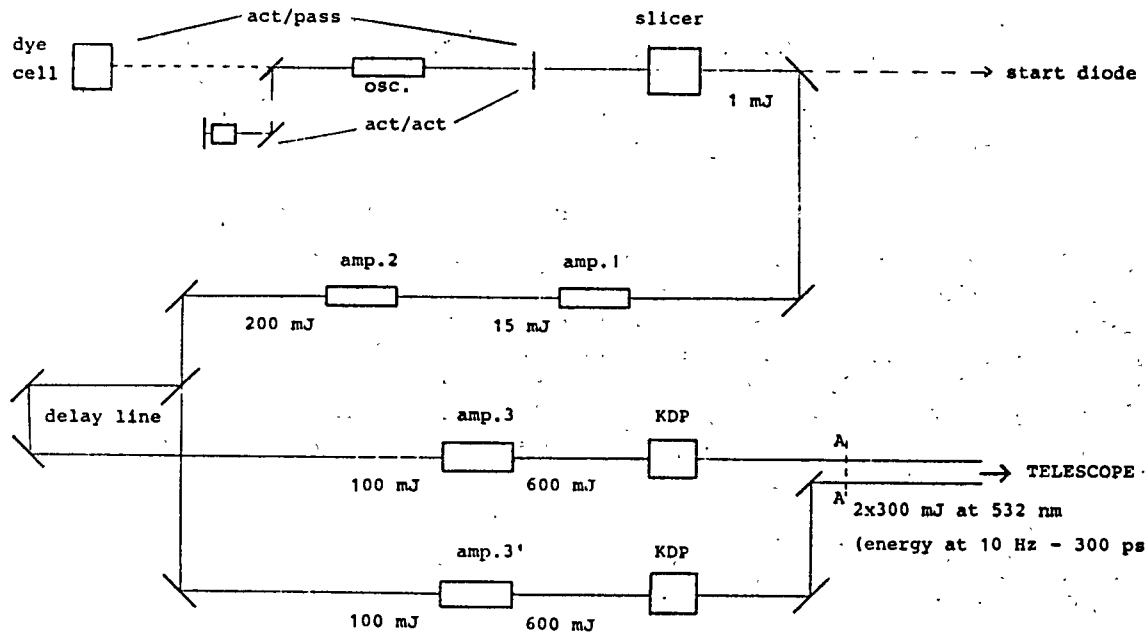 act/pass
slicer
dye
cell
osc.
start diode
1 mJ
act/act
amp.2
amp.1
200 mJ
15 mJ
delay line
amp.3
KDP
A
TELESCOPE
100 mJ
600 mJ
A
2x300 mJ at 532 nm
(energy at 10 Hz - 300 ps
amp.3'
KDP
100 mJ
600 mJ